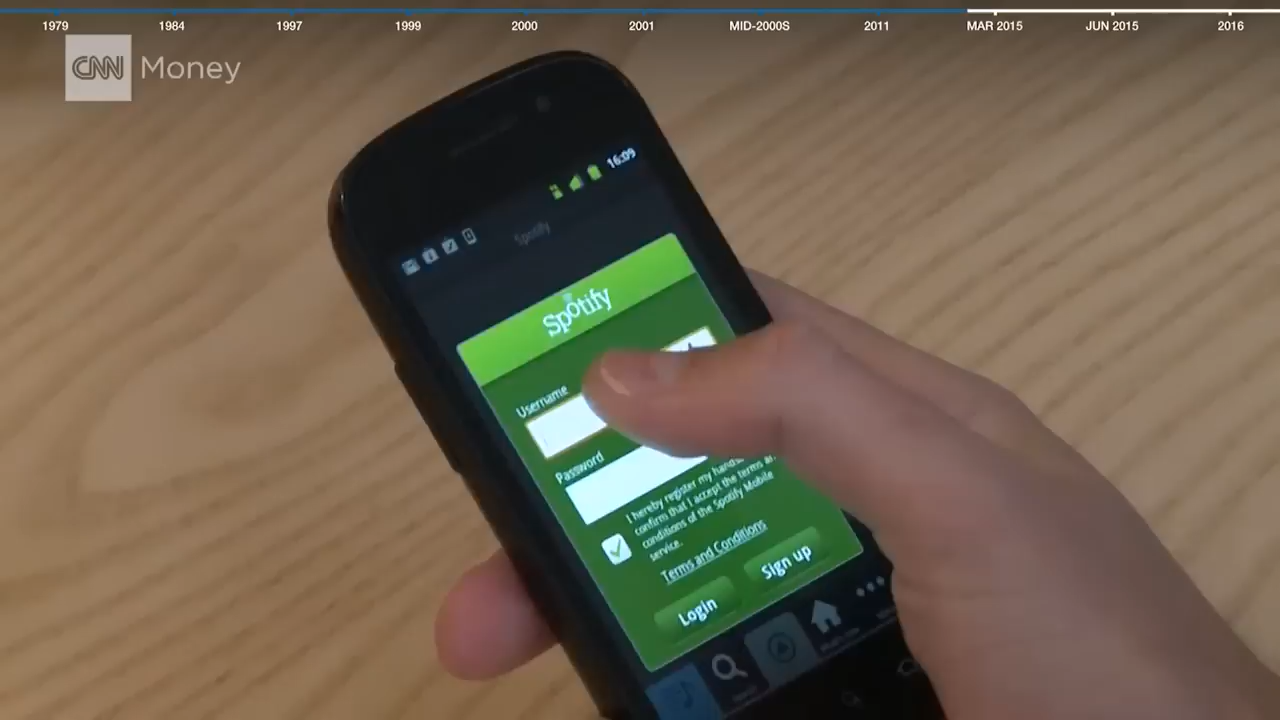 1979 1984 1997 1999 2000 2001 MID-2000S 2011 MAR 2015 JUN 2015 2016
CNN Money
16:09
Spotify
Spotify
Username
Password
I hereby register my
confirm that I accept the terms
conditions of the Spotify Mobile
service.
Terms and Conditions
Login Sign up